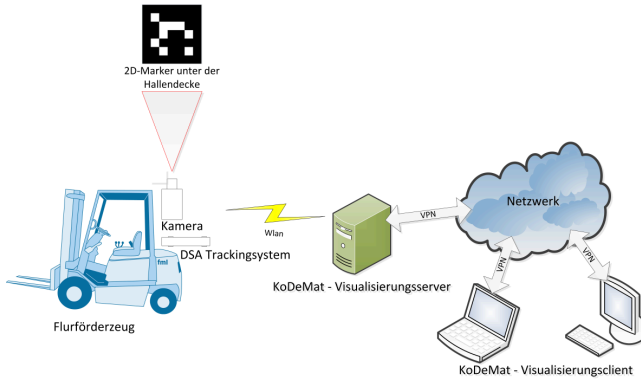 2D-Marker unter der
Hallendecke
Kamera
DSA Trackingsystem
fml
Flurförderzeug
Wlan
KoDeMat - Visualisierungsserver
VPN
Netzwerk
VPN
VPN
KoDeMat - Visualisierungsclient